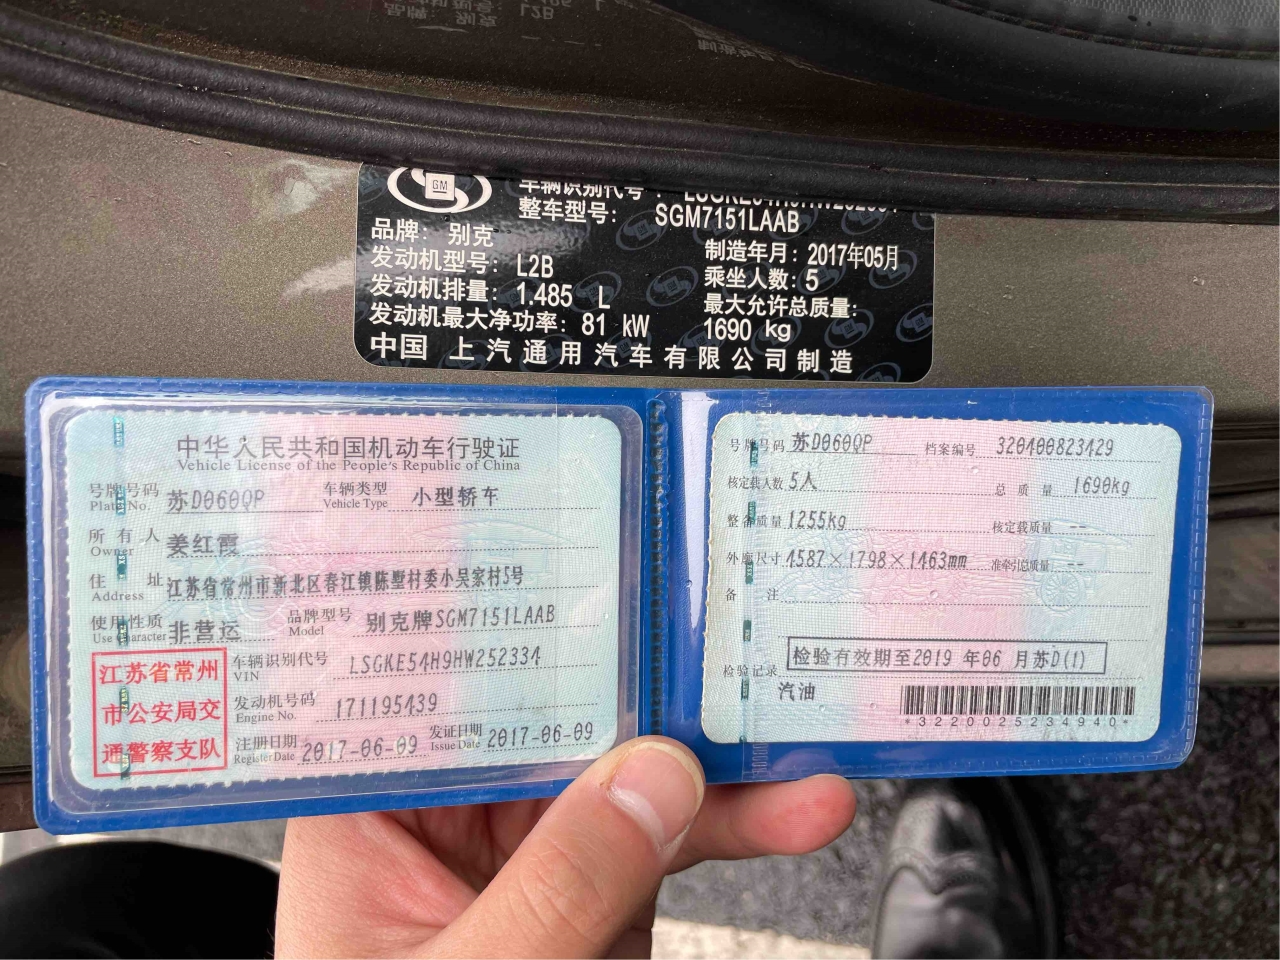 GM
车辆识别代号:
整车型号: SGM7151LAAB
品牌: 别克
制造年月: 2017年05月
发动机型号: L2B
乘坐人数: 5
发动机排量: 1.485 L
最大允许总质量:
发动机最大净功率: 81 kW
1690 kg
中国 上汽通用汽车有限公司制造
中华人民共和国机动车行驶证
Vehicle License of the People's Republic of China
号牌号码 苏D060QP 车辆类型 小型轿车
Plate No. Vehicle Type
所有人 姜红霞
Owner
住址 江苏省常州市新北区春江镇陈墅村委小吴家村5号
Address
使用性质 非营运 品牌型号 别克牌SGM7151LAAB
Use Character Model
江苏省常州
市公安局交
通警察支队
车辆识别代号 LSGKE54H9HW252334
VIN
发动机号码 171195439
Engine No.
注册日期 2017-06-09 发证日期 2017-06-09
Register Date Issue Date
号牌号码 苏D060QP 档案编号 320400823429
核定载人数 5人 总质量 1690kg
整备质量 1255kg 核定载质量 --
外廓尺寸 4587×1798×1463mm 准牵引总质量 --
备注
检验记录 检验有效期至2019 年06 月苏D(1)
汽油
*3220025234940*